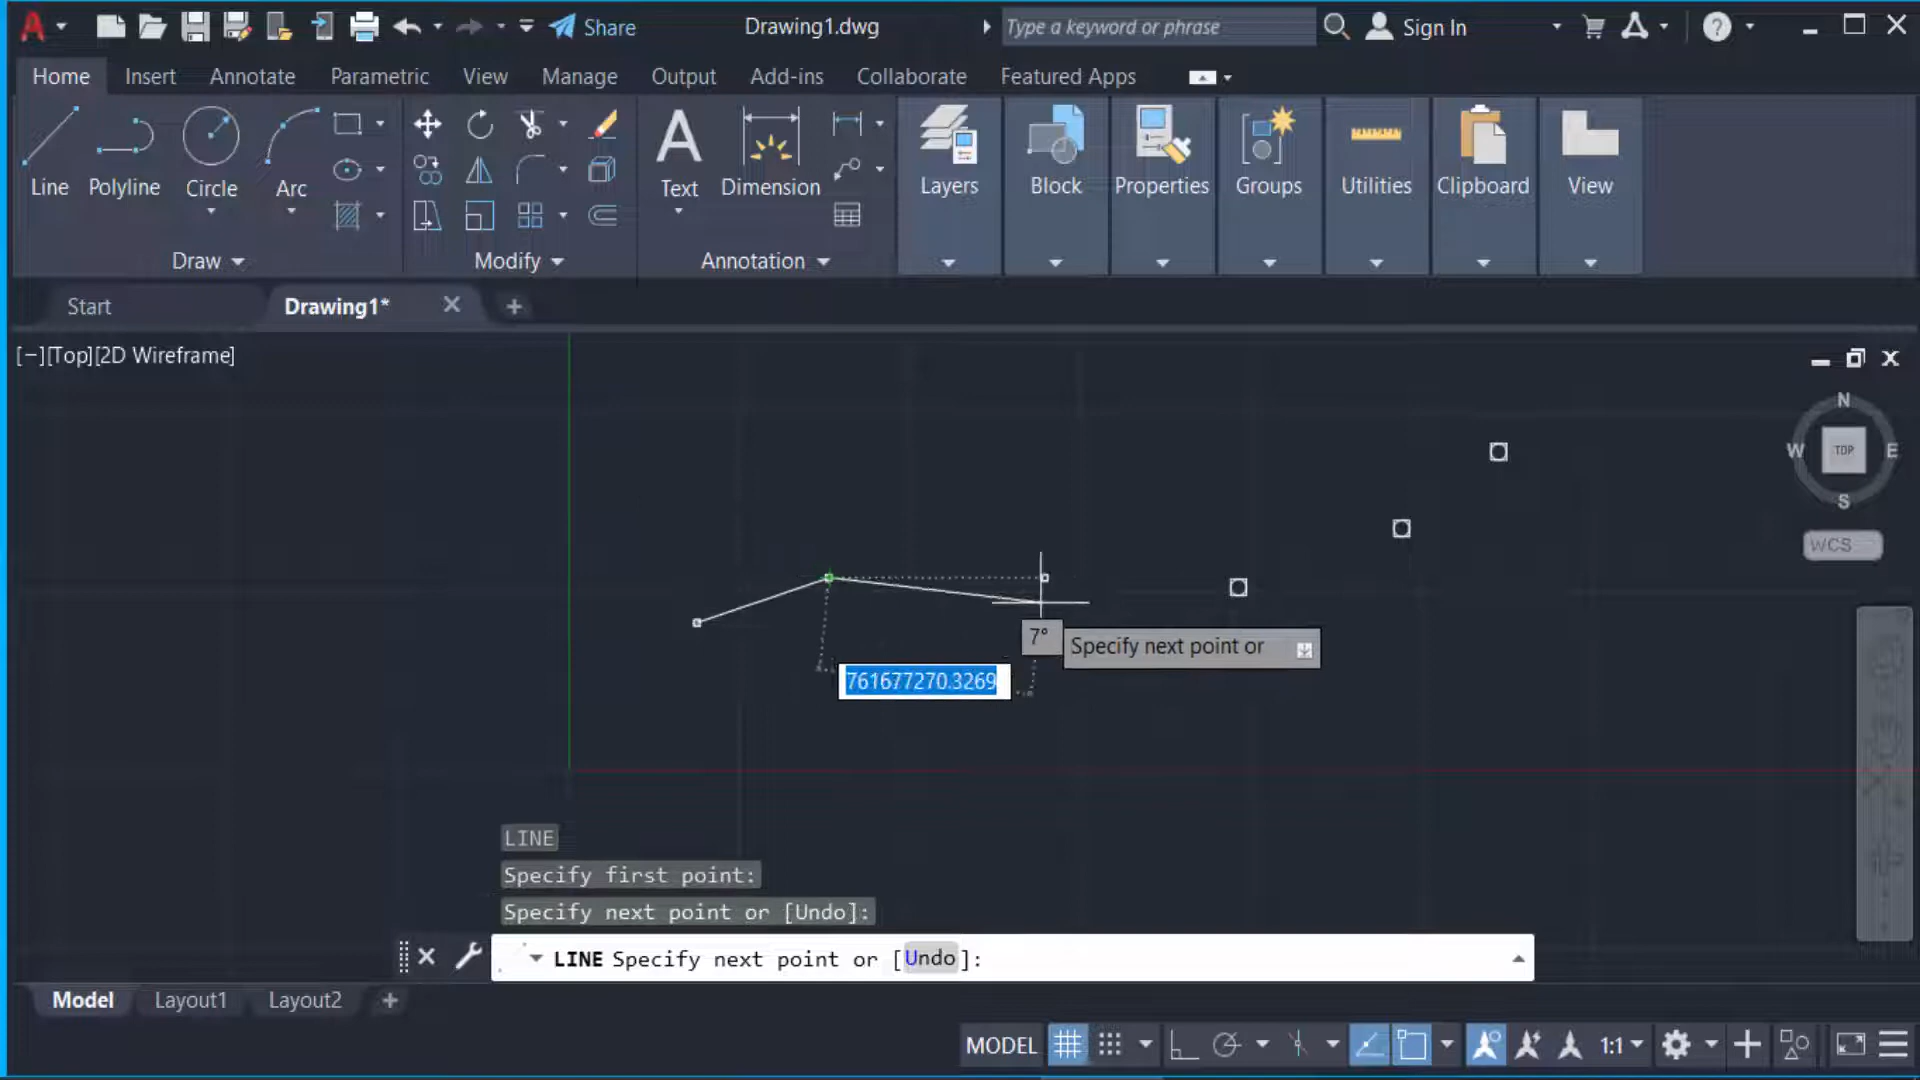 Share Drawing1.dwg Type a keyword or phrase Sign In
Home Insert Annotate Parametric View Manage Output Add-ins Collaborate Featured Apps
Line Polyline Circle Arc Text Dimension Layers Block Properties Groups Utilities Clipboard View
Draw Modify Annotation
Start Drawing1*
[−][Top][2D Wireframe]
N
W TOP E
S
WCS
7° Specify next point or
761677270.3269
LINE
Specify first point:
Specify next point or [Undo]:
LINE Specify next point or [Undo]:
Model Layout1 Layout2
MODEL 1:1